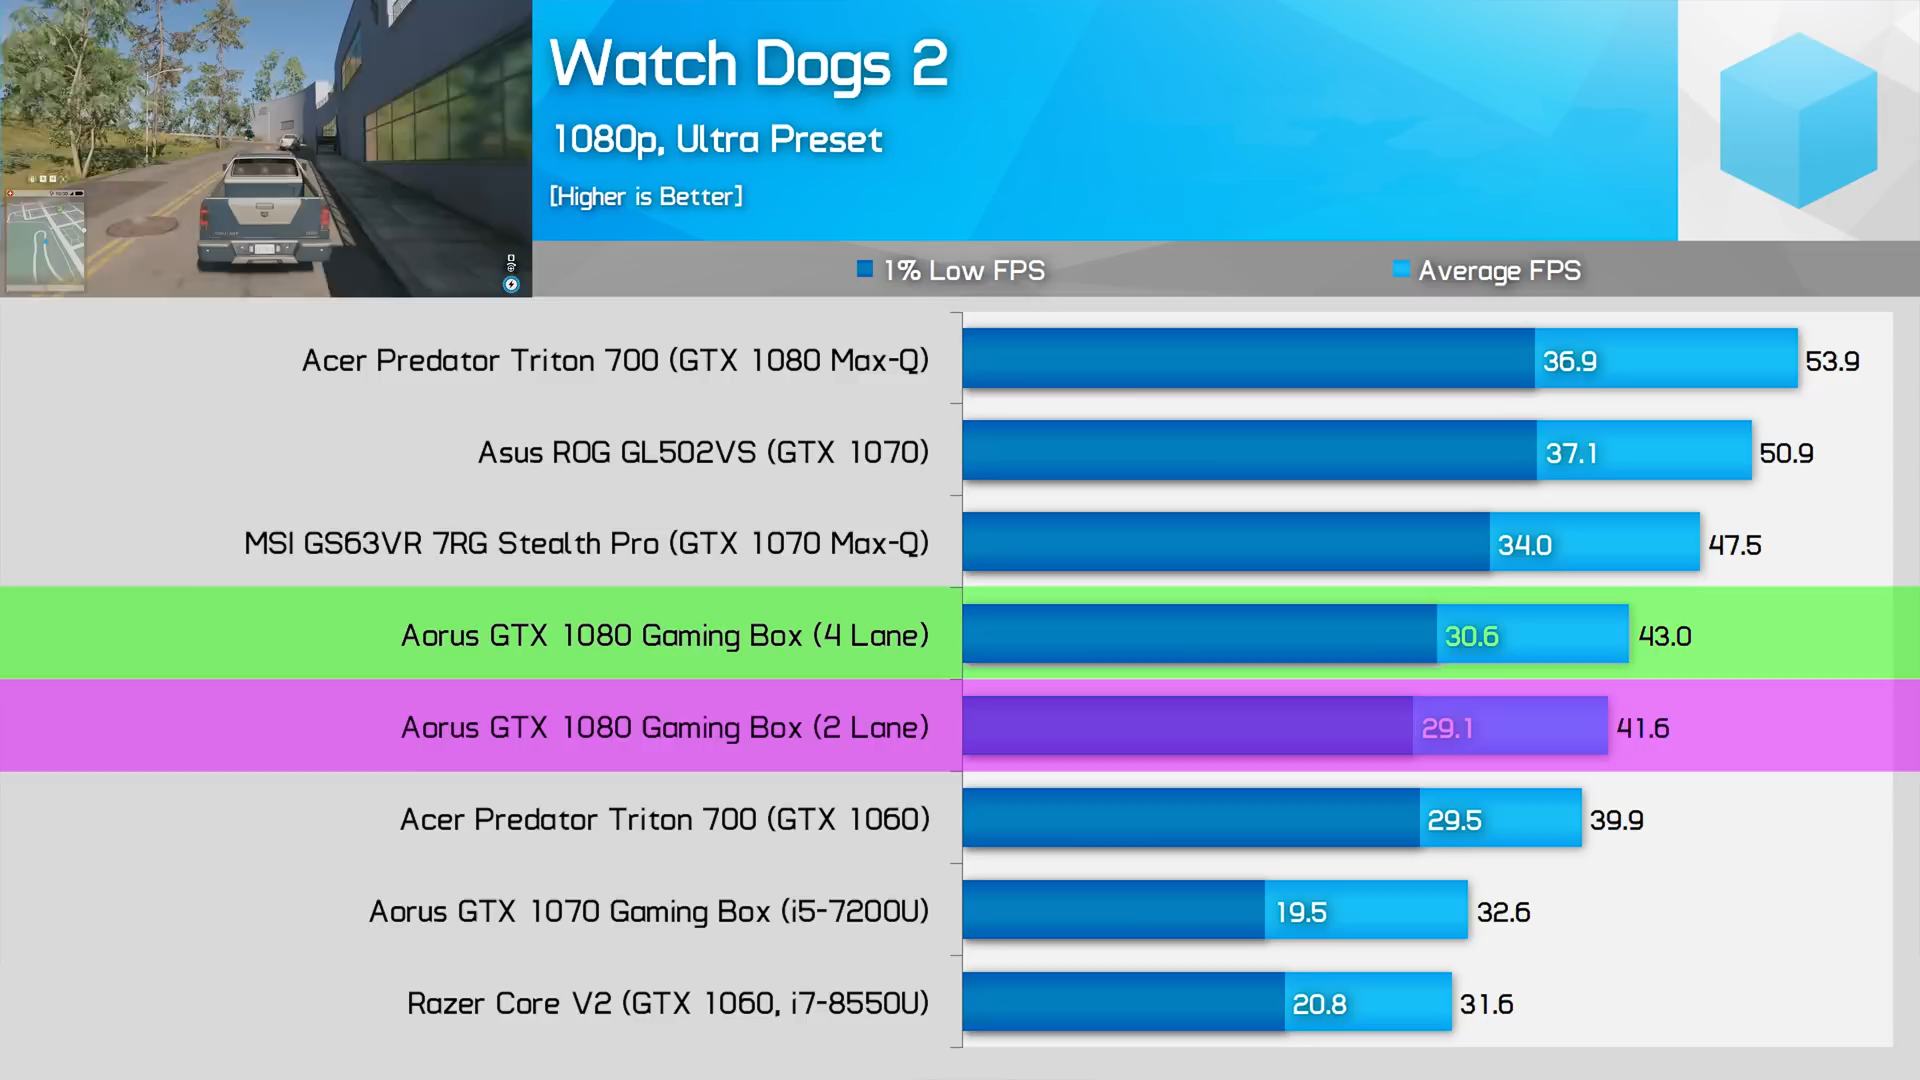 Watch Dogs 2
1080p, Ultra Preset
[Higher is Better]
1% Low FPS
Average FPS
Acer Predator Triton 700 (GTX 1080 Max-Q)
36.9
53.9
Asus ROG GL502VS (GTX 1070)
37.1
50.9
MSI GS63VR 7RG Stealth Pro (GTX 1070 Max-Q)
34.0
47.5
Aorus GTX 1080 Gaming Box (4 Lane)
30.6
43.0
Aorus GTX 1080 Gaming Box (2 Lane)
29.1
41.6
Acer Predator Triton 700 (GTX 1060)
29.5
39.9
Aorus GTX 1070 Gaming Box (i5-7200U)
19.5
32.6
Razer Core V2 (GTX 1060, i7-8550U)
20.8
31.6